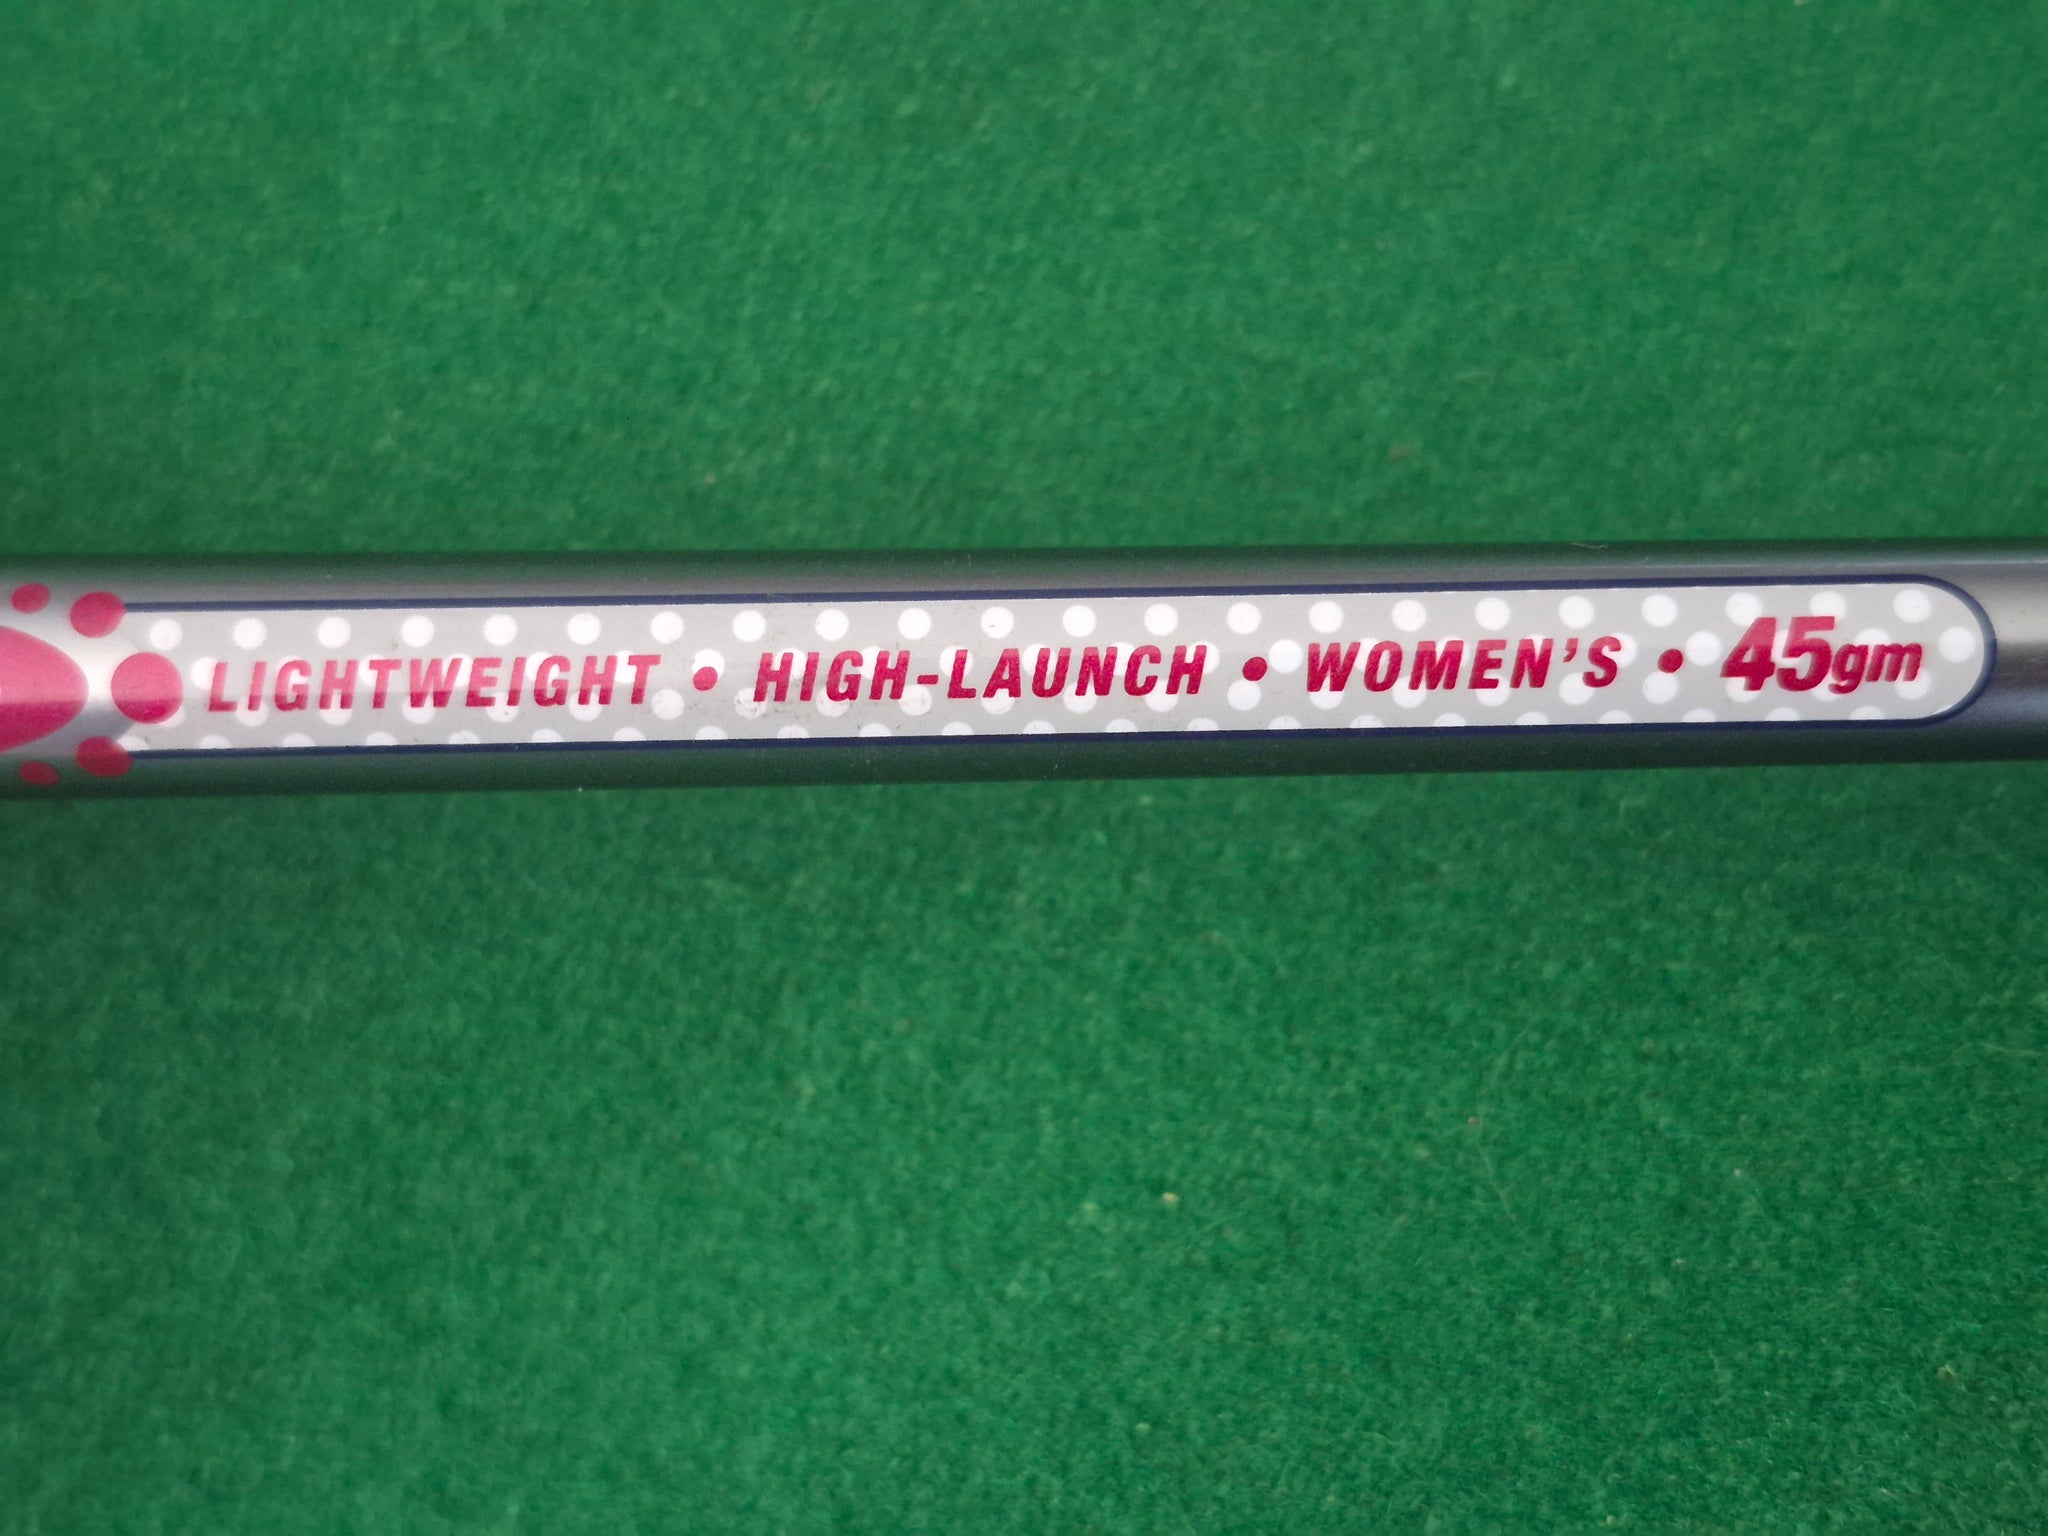 LIGHTWEIGHT • HIGH-LAUNCH • WOMEN'S • 45gm